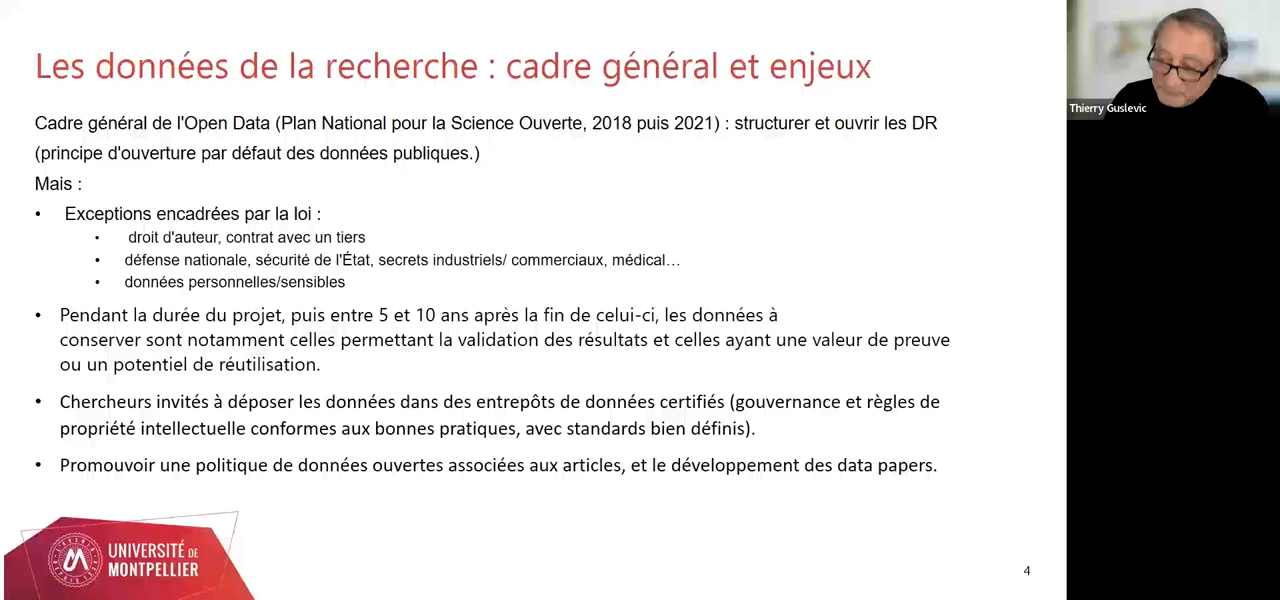 Les données de la recherche : cadre général et enjeux
Cadre général de l'Open Data (Plan National pour la Science Ouverte, 2018 puis 2021) : structurer et ouvrir les DR
(principe d'ouverture par défaut des données publiques.)
Mais :
• Exceptions encadrées par la loi :
• droit d'auteur, contrat avec un tiers
• défense nationale, sécurité de l'État, secrets industriels/ commerciaux, médical…
• données personnelles/sensibles
• Pendant la durée du projet, puis entre 5 et 10 ans après la fin de celui-ci, les données à
conserver sont notamment celles permettant la validation des résultats et celles ayant une valeur de preuve
ou un potentiel de réutilisation.
• Chercheurs invités à déposer les données dans des entrepôts de données certifiés (gouvernance et règles de
propriété intellectuelle conformes aux bonnes pratiques, avec standards bien définis).
• Promouvoir une politique de données ouvertes associées aux articles, et le développement des data papers.
UNIVERSITÉ DE
MONTPELLIER
4
Thierry Guslevic